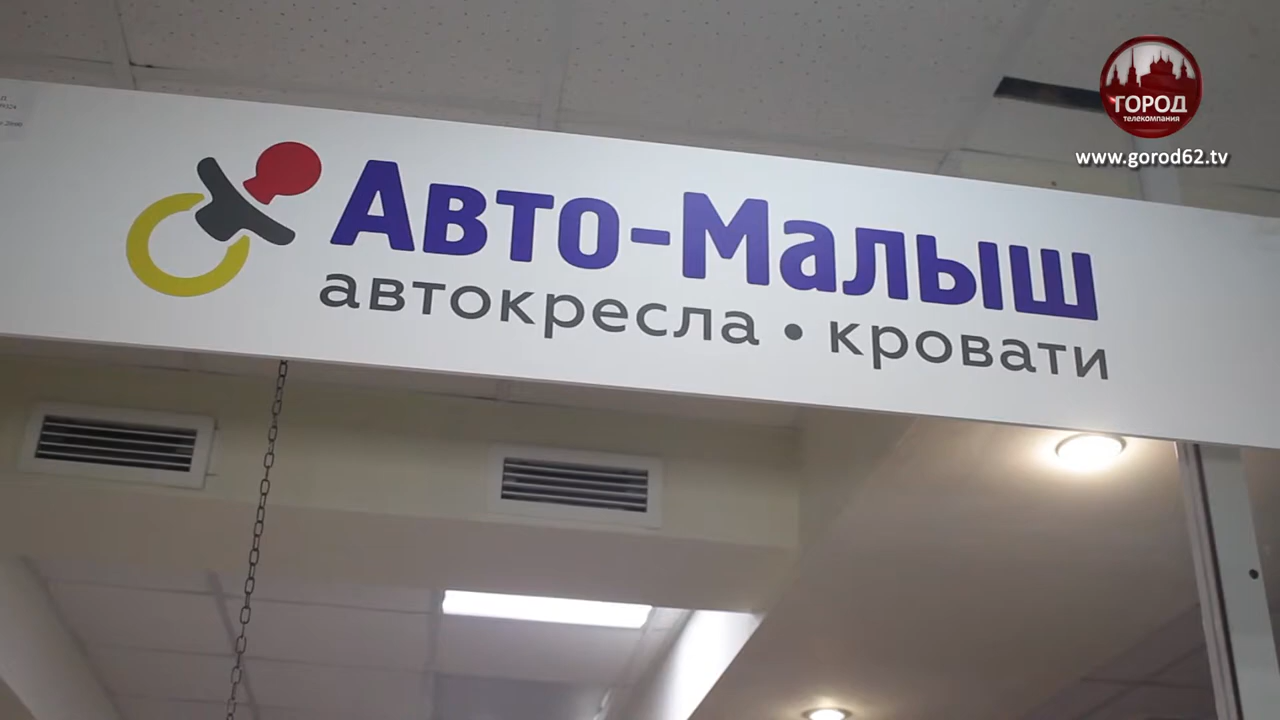 ГОРОД
телекомпания
www.gorod62.tv
Авто-Малыш
автокресла • кровати